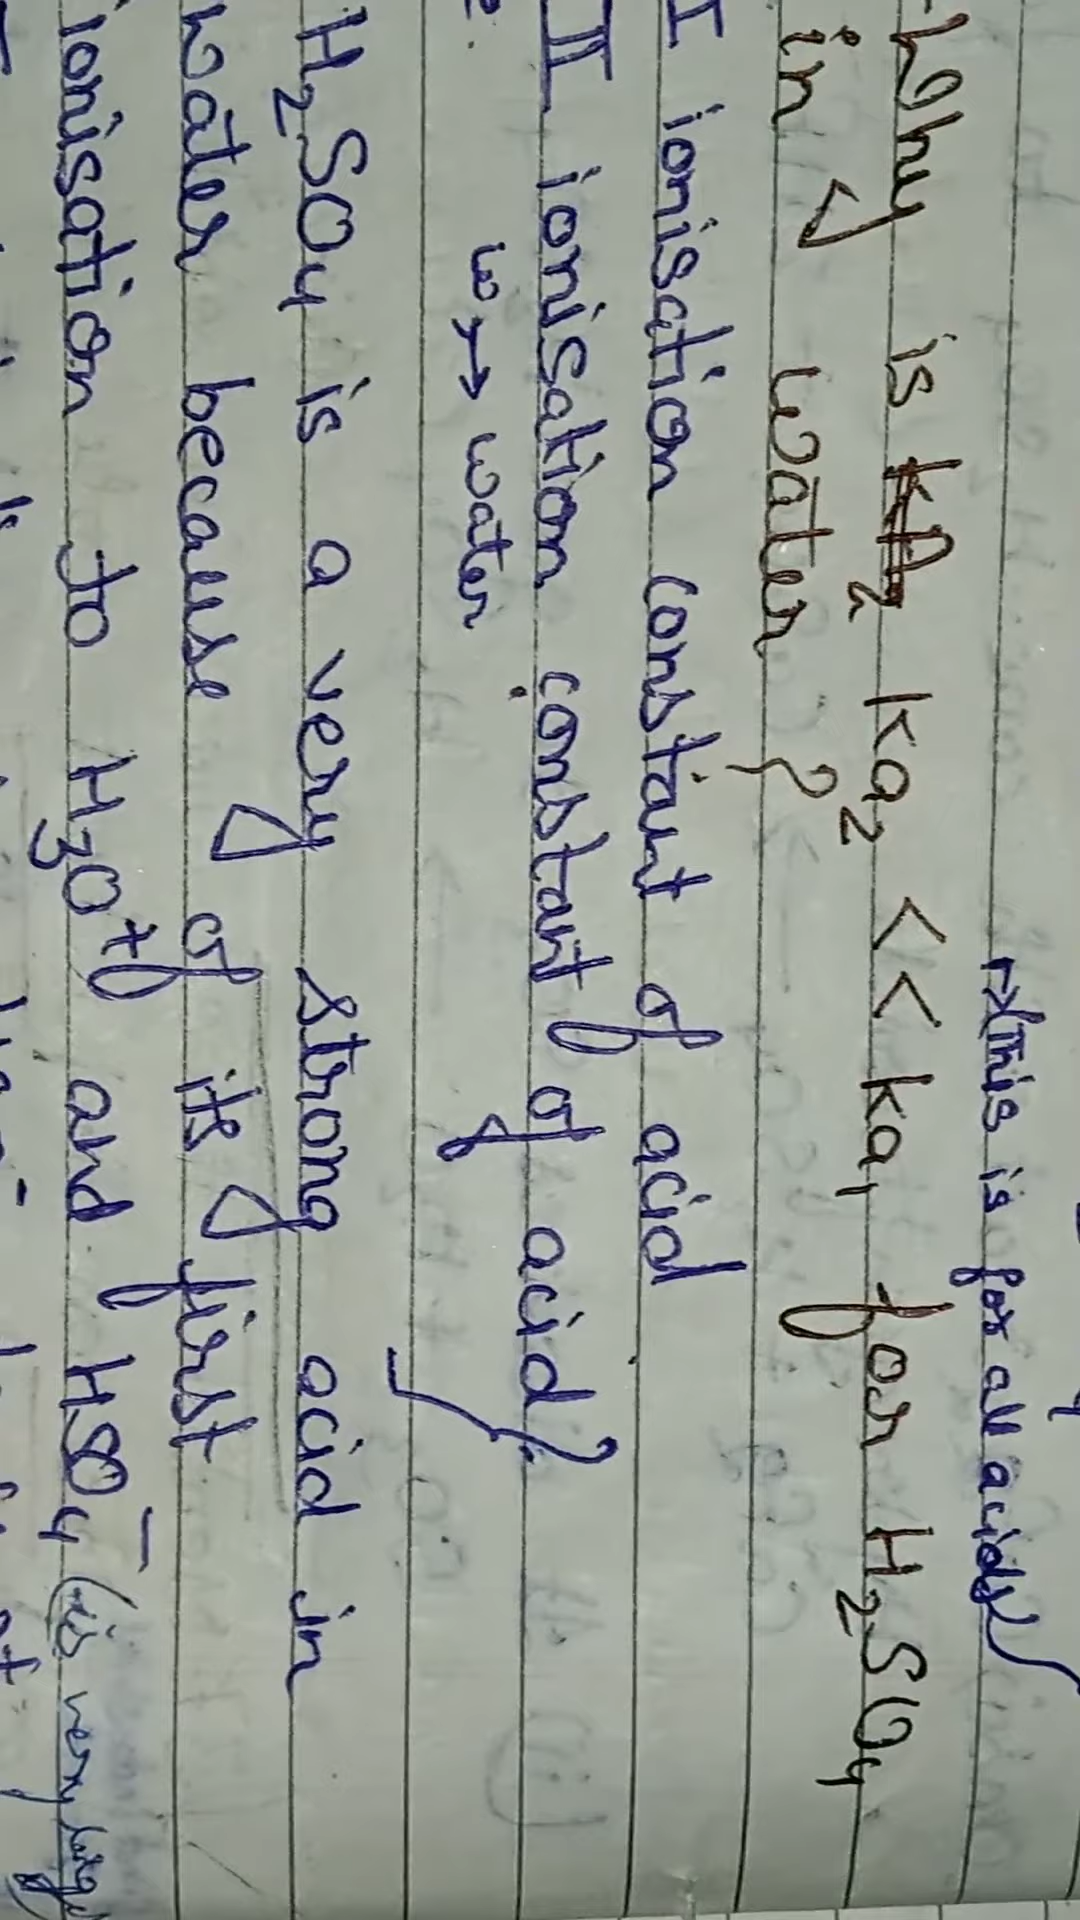 (This is for all acids)
Why is ka2 << ka1 for H2SO4
in water?
I ionisation constant of acid
II ionisation constant of acid?
w → water
H2SO4 is a very strong acid in
water because of its first
ionisation to H3O+ and HSO4− (is very large)